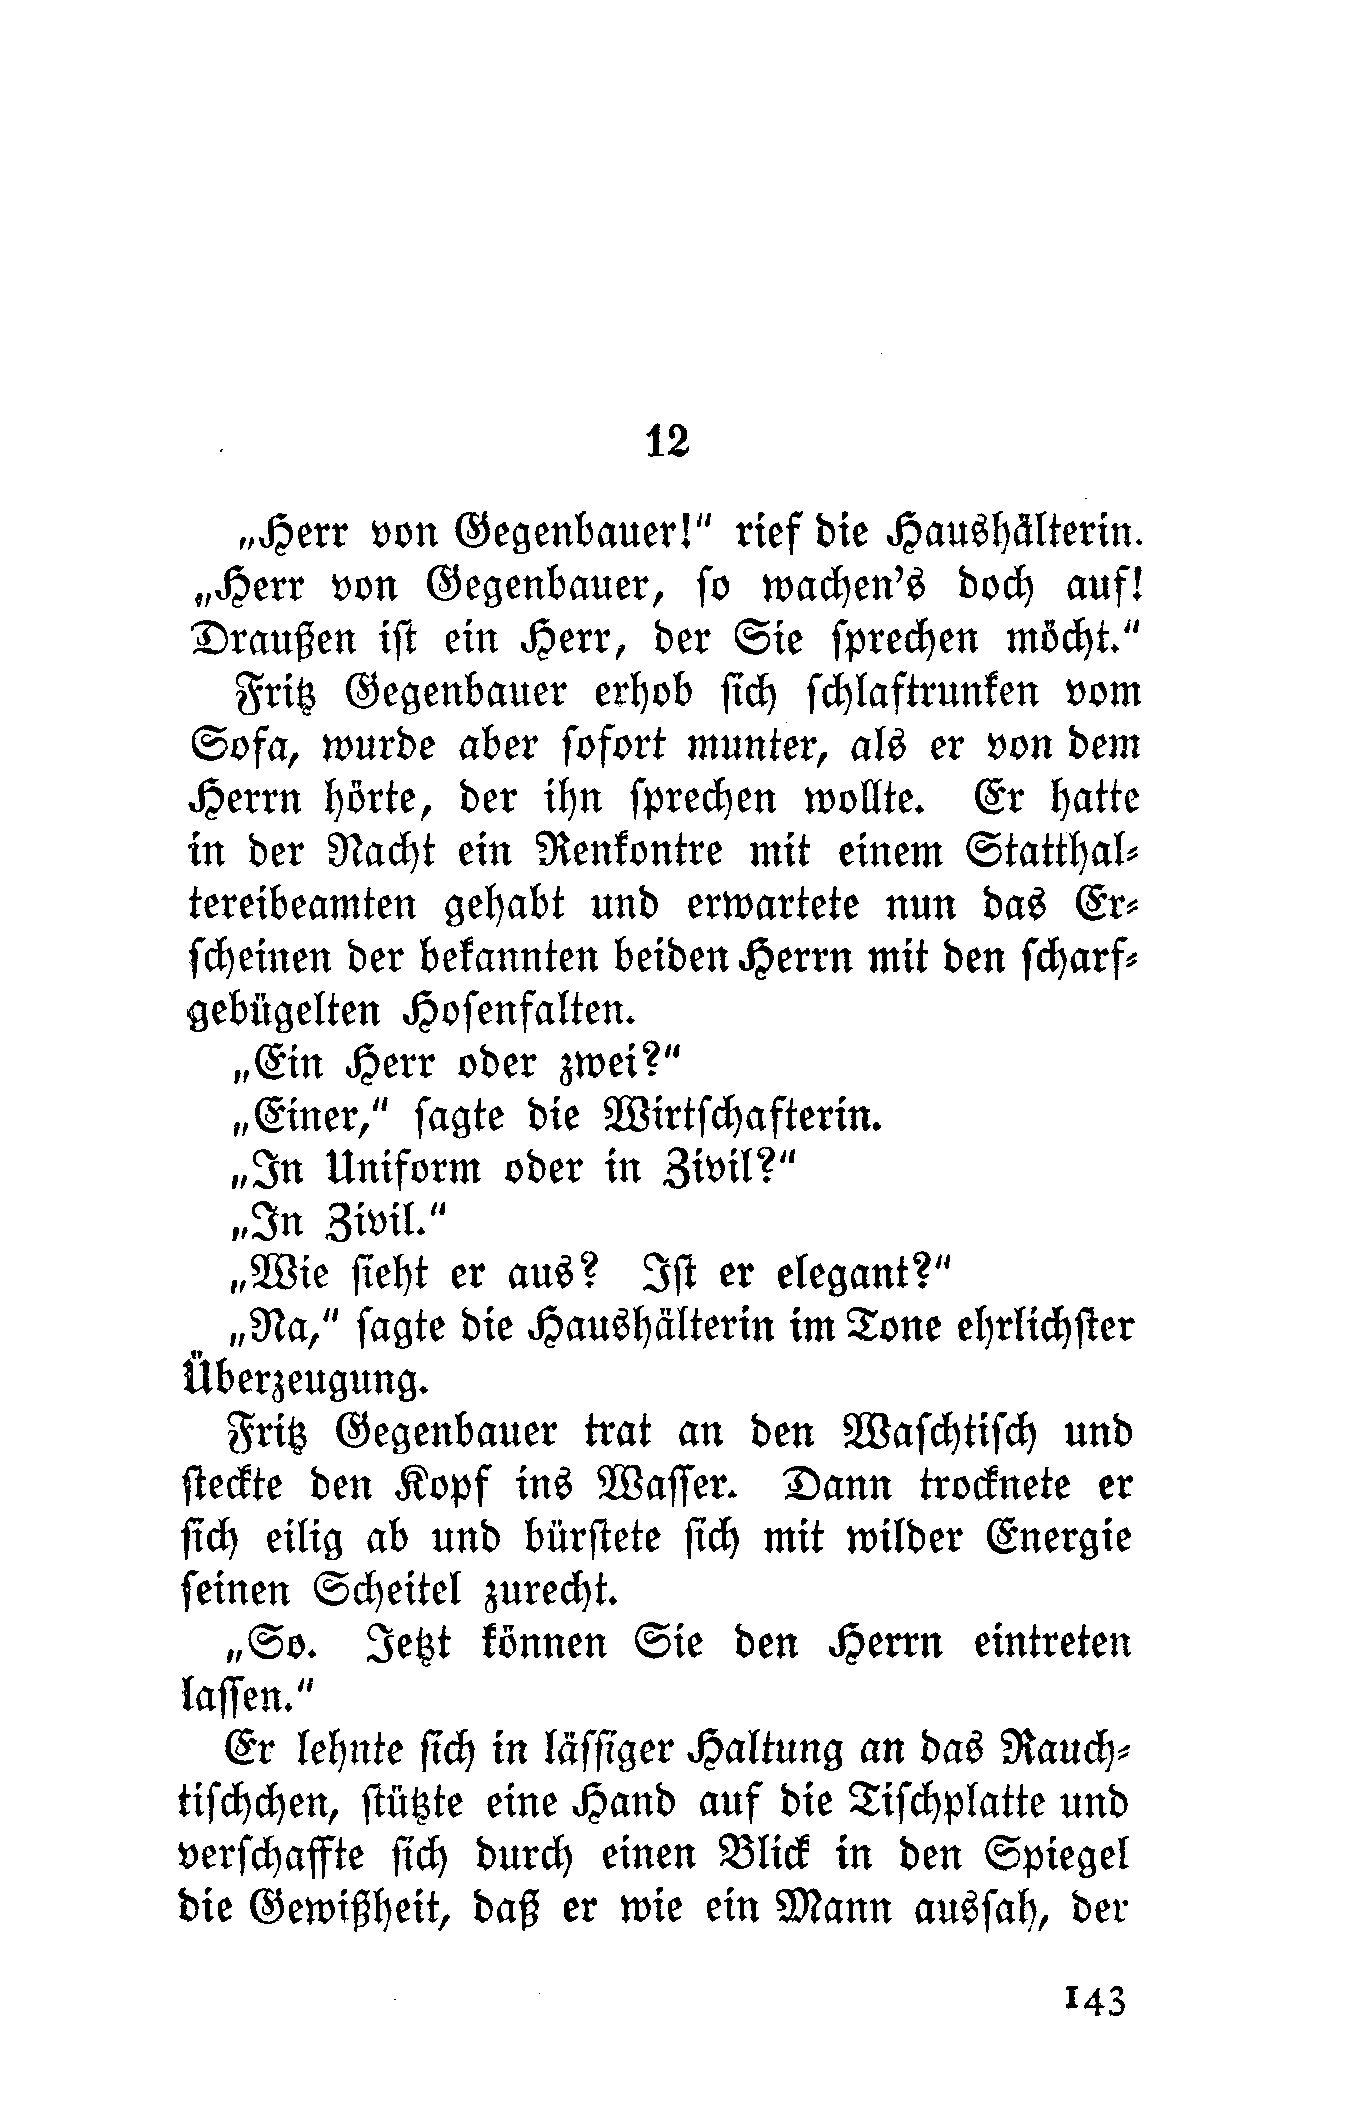 12
„Herr von Gegenbauer!“ rief die Haushälterin.
„Herr von Gegenbauer, ſo wachen's doch auf!
Draußen iſt ein Herr, der Sie ſprechen möcht.“
Fritz Gegenbauer erhob ſich ſchlaftrunken vom
Sofa, wurde aber ſofort munter, als er von dem
Herrn hörte, der ihn ſprechen wollte. Er hatte
in der Nacht ein Renkontre mit einem Statthal⸗
tereibeamten gehabt und erwartete nun das Er⸗
ſcheinen der bekannten beiden Herrn mit den ſcharf⸗
gebügelten Hoſenfalten.
„Ein Herr oder zwei?“
„Einer,“ ſagte die Wirtſchafterin.
„In Uniform oder in Zivil?“
„In Zivil.“
„Wie ſieht er aus? Iſt er elegant?“
„Na,“ ſagte die Haushälterin im Tone ehrlichſter
Überzeugung.
Fritz Gegenbauer trat an den Waſchtiſch und
ſteckte den Kopf ins Waſſer. Dann trocknete er
ſich eilig ab und bürſtete ſich mit wilder Energie
ſeinen Scheitel zurecht.
„So. Jetzt können Sie den Herrn eintreten
laſſen.“
Er lehnte ſich in läſſiger Haltung an das Rauch⸗
tiſchchen, ſtützte eine Hand auf die Tiſchplatte und
verſchaffte ſich durch einen Blick in den Spiegel
die Gewißheit, daß er wie ein Mann ausſah, der
143